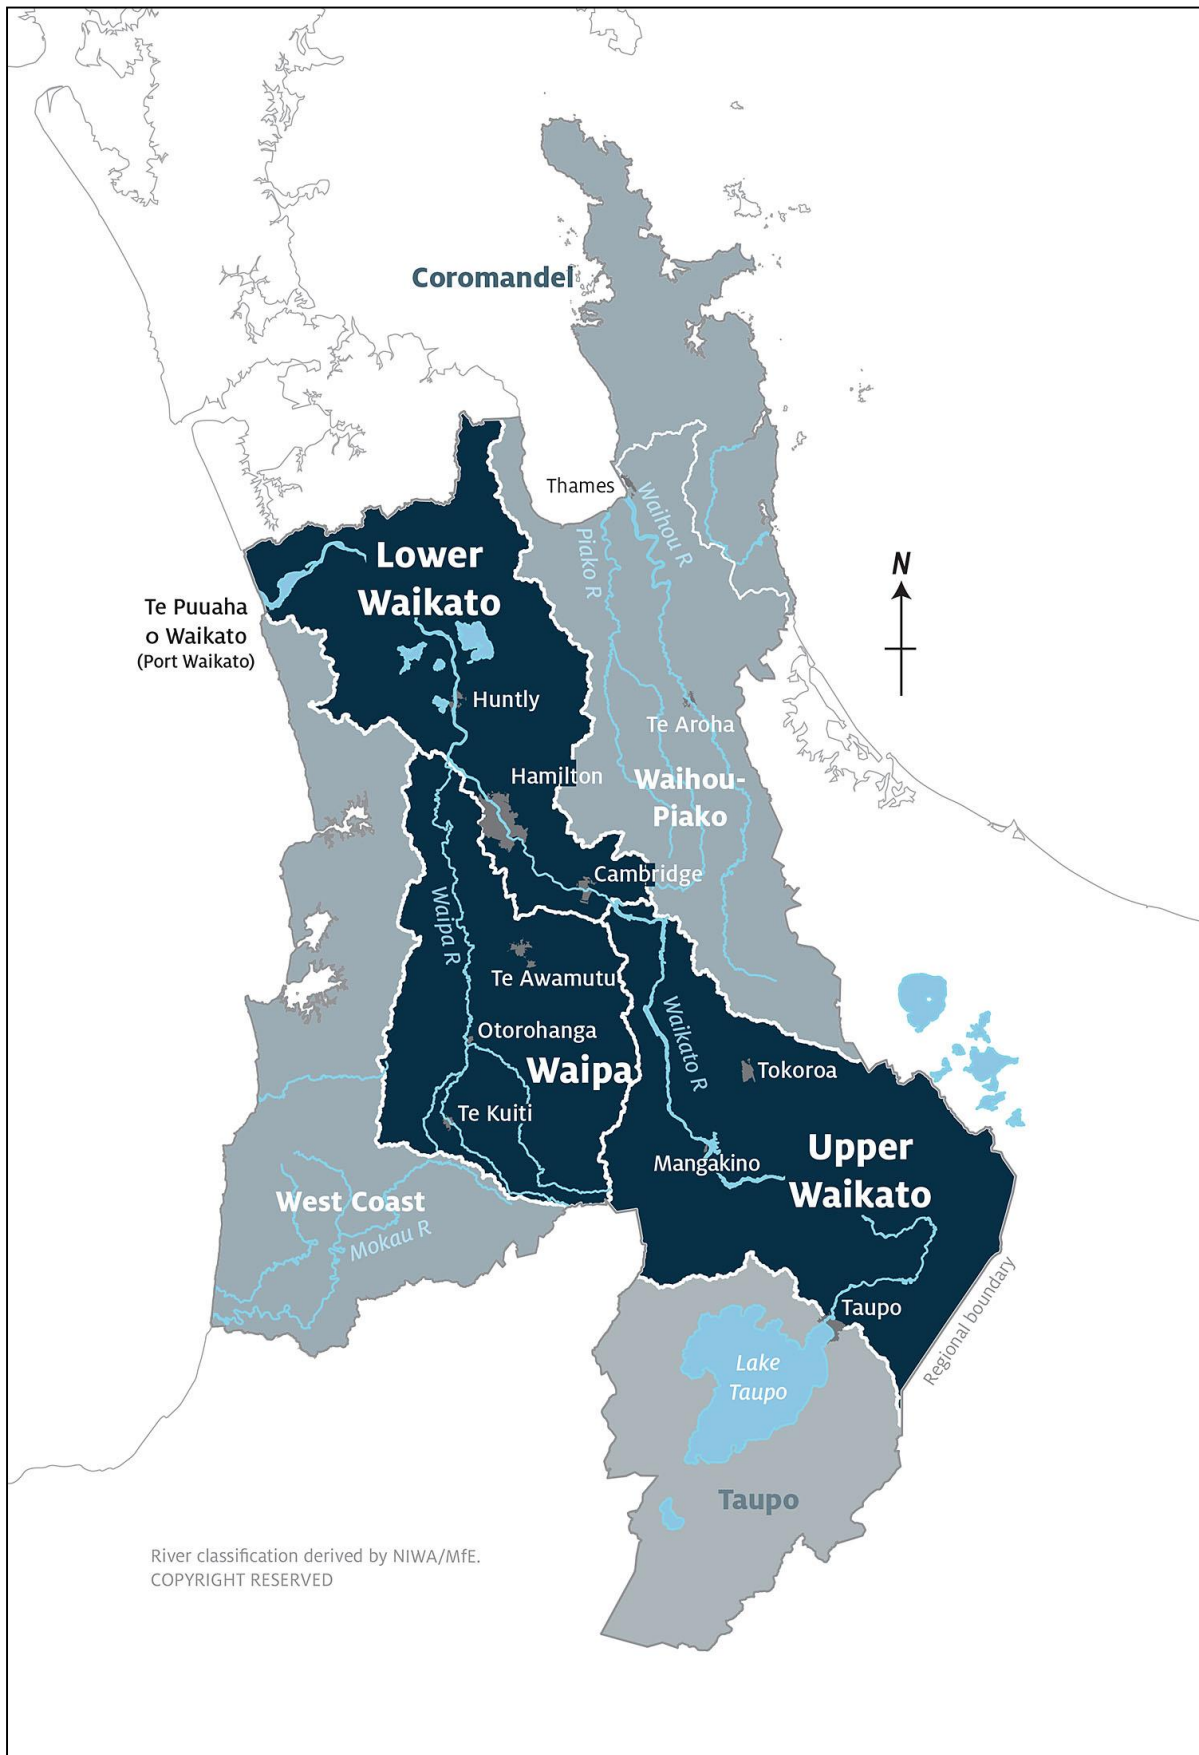 Coromandel
Thames
Waihou R
Piako R
N
Lower
Waikato
Te Puuaha
o Waikato
(Port Waikato)
Huntly
Te Aroha
Hamilton
Waihou-
Piako
Cambridge
Waipa R
Te Awamutu
Otorohanga
Waikato R
Waipa
Tokoroa
Te Kuiti
Upper
Waikato
Mangakino
West Coast
Mokau R
Regional boundary
Taupo
Lake
Taupo
Taupo
River classification derived by NIWA/MfE.
COPYRIGHT RESERVED